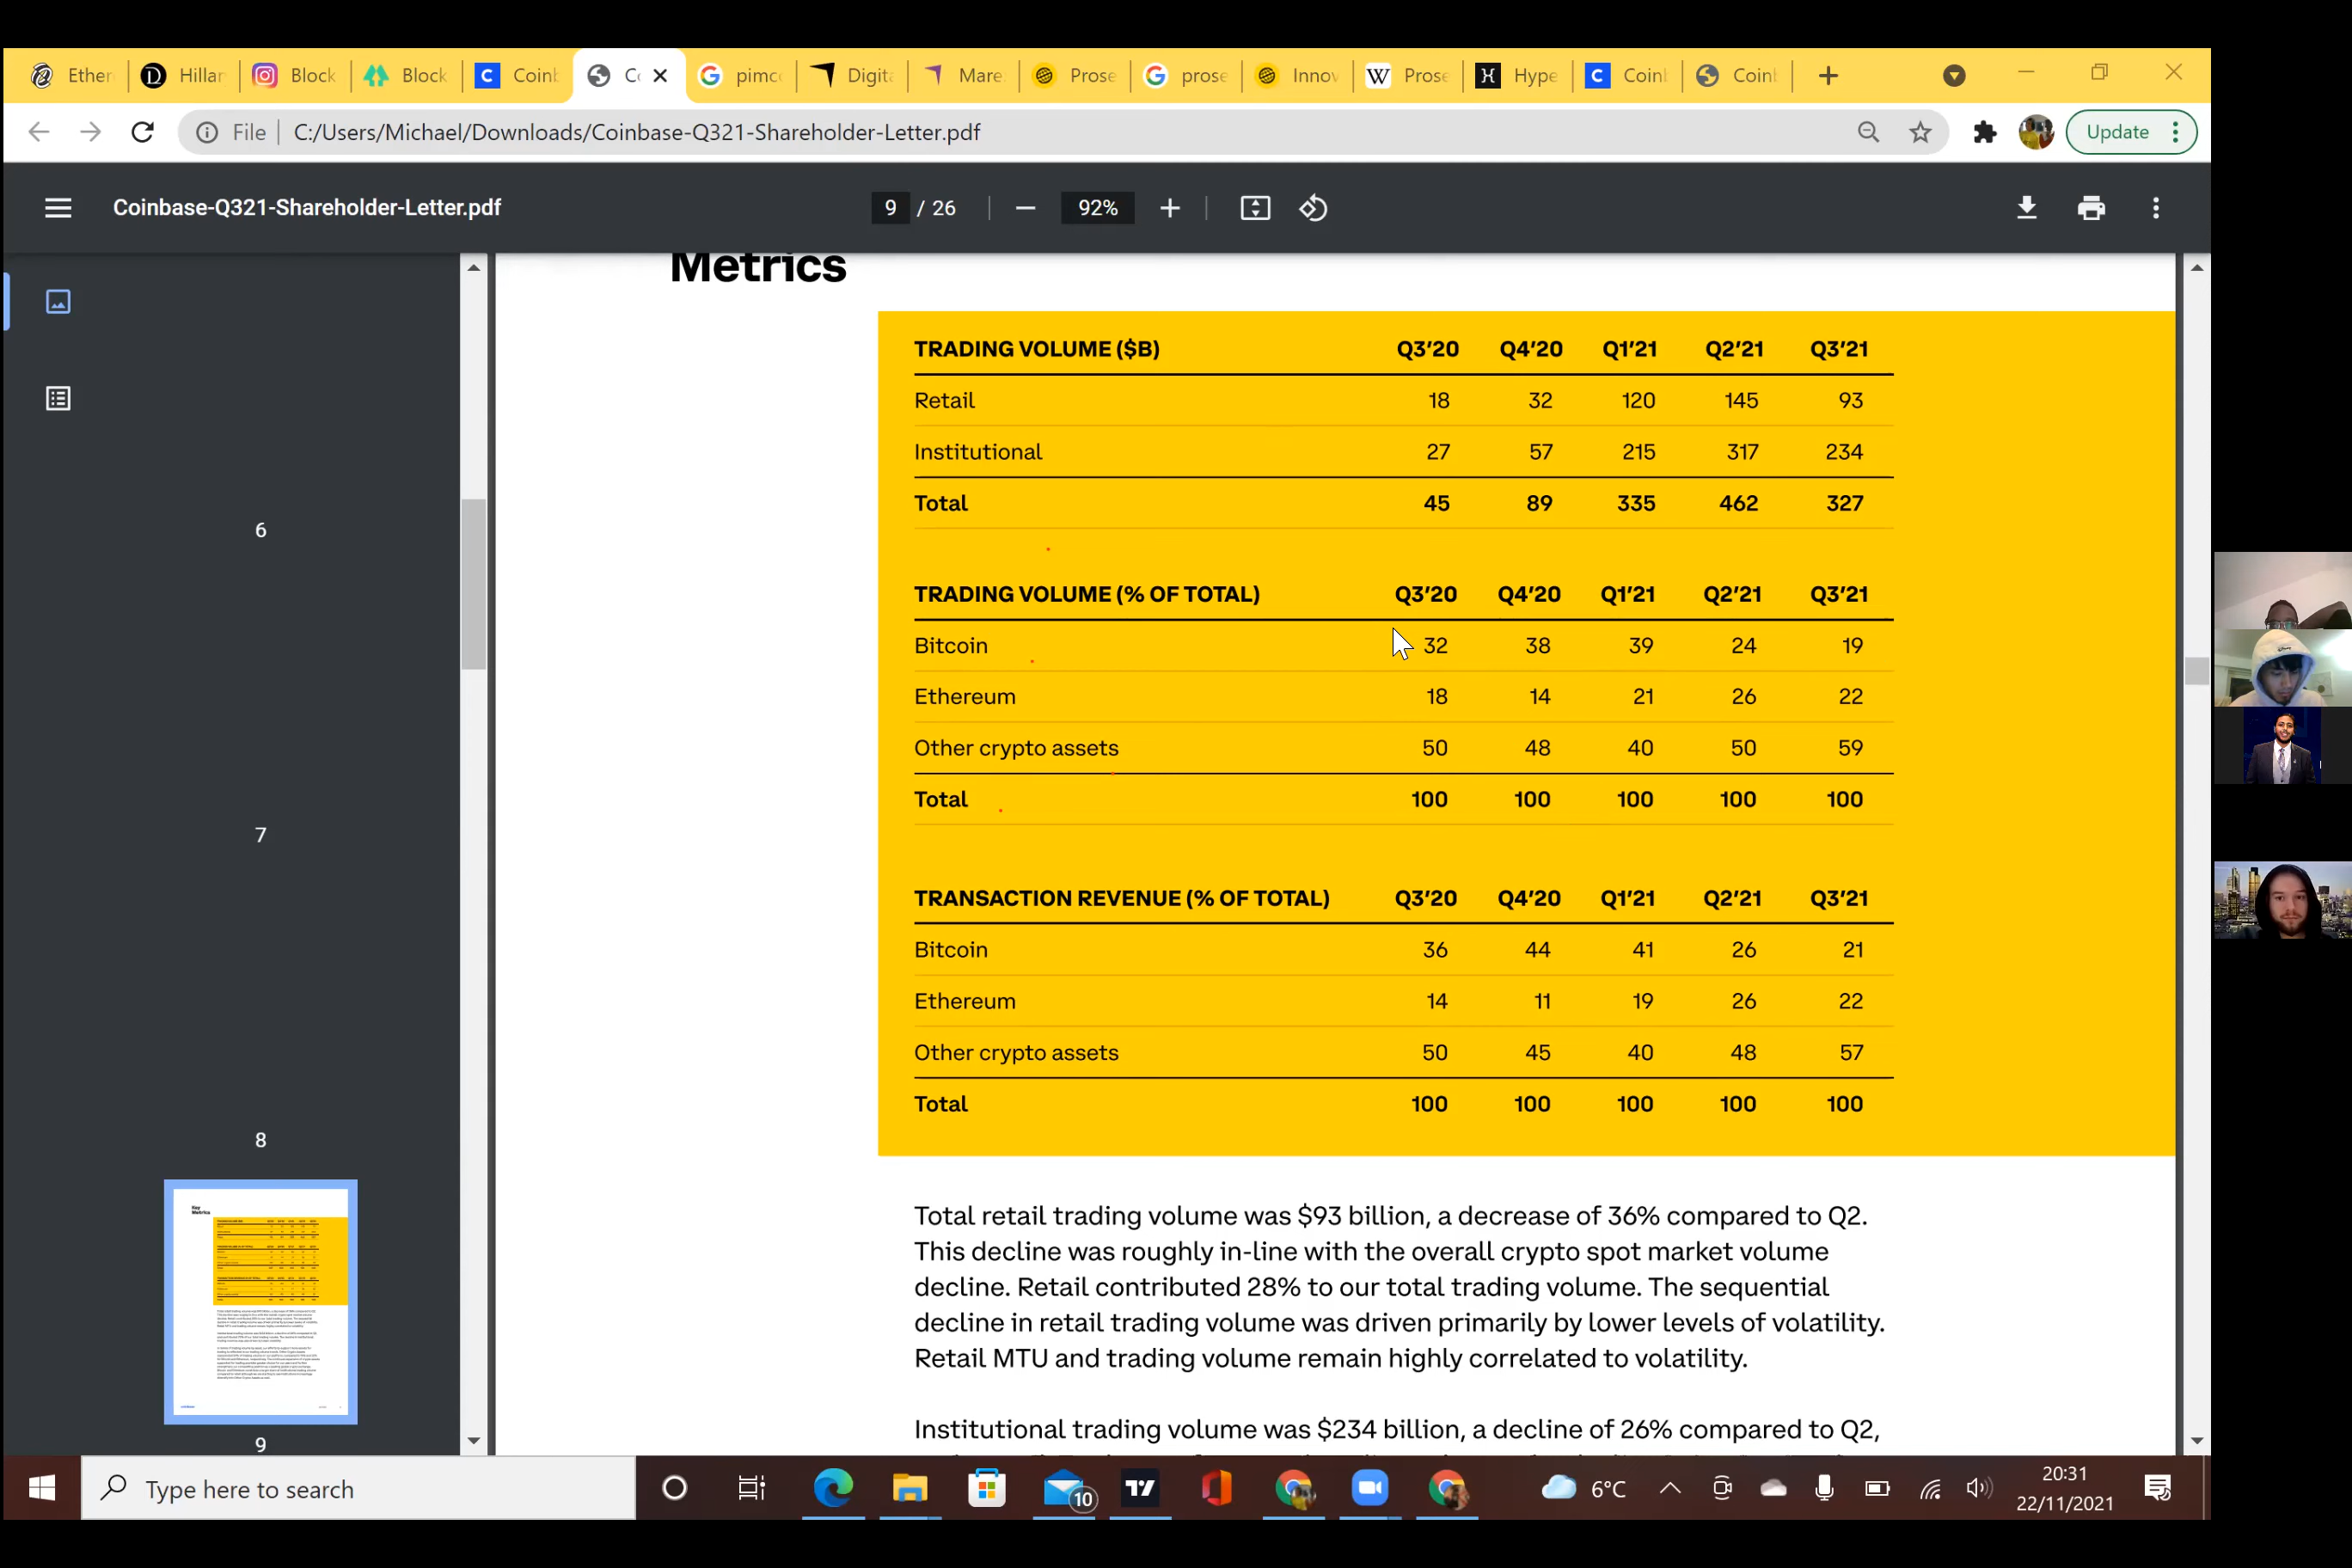 Ether
Hillar
Block
Block
Coinb
Co
pimco
Digita
Mare
Prose
prose
Innov
Prose
Hype
Coinb
Coinb
File
C:/Users/Michael/Downloads/Coinbase-Q321-Shareholder-Letter.pdf
Update
Coinbase-Q321-Shareholder-Letter.pdf
9 / 26
92%
Metrics
TRADING VOLUME ($B) Q3'20 Q4'20 Q1'21 Q2'21 Q3'21
Retail 18 32 120 145 93
Institutional 27 57 215 317 234
Total 45 89 335 462 327
TRADING VOLUME (% OF TOTAL) Q3'20 Q4'20 Q1'21 Q2'21 Q3'21
Bitcoin 32 38 39 24 19
Ethereum 18 14 21 26 22
Other crypto assets 50 48 40 50 59
Total 100 100 100 100 100
TRANSACTION REVENUE (% OF TOTAL) Q3'20 Q4'20 Q1'21 Q2'21 Q3'21
Bitcoin 36 44 41 26 21
Ethereum 14 11 19 26 22
Other crypto assets 50 45 40 48 57
Total 100 100 100 100 100
Total retail trading volume was $93 billion, a decrease of 36% compared to Q2.
This decline was roughly in-line with the overall crypto spot market volume
decline. Retail contributed 28% to our total trading volume. The sequential
decline in retail trading volume was driven primarily by lower levels of volatility.
Retail MTU and trading volume remain highly correlated to volatility.
Institutional trading volume was $234 billion, a decline of 26% compared to Q2,
6
7
8
Key
Metrics
9
Type here to search
10
6°C
20:31
22/11/2021